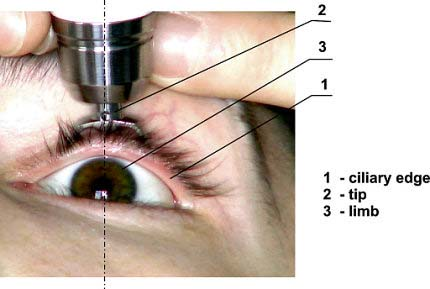 2
3
1
1 - ciliary edge
2 - tip
3 - limb